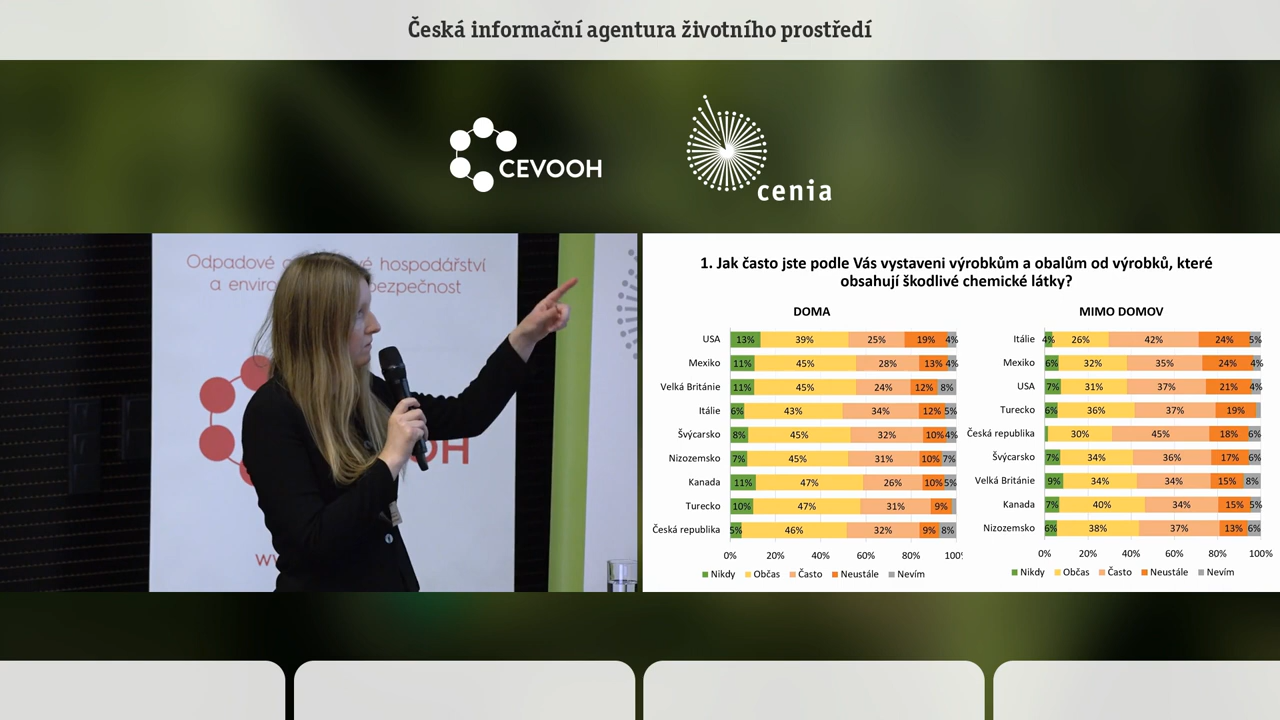 Česká informační agentura životního prostředí
CEVOOH
cenia
Odpadové hospodářství
a enviro ezpečnost
OH
1. Jak často jste podle Vás vystaveni výrobkům a obalům od výrobků, které
obsahují škodlivé chemické látky?
DOMA
USA 13% 39% 25% 19% 4%
Mexiko 11% 45% 28% 13% 4%
Velká Británie 11% 45% 24% 12% 8%
Itálie 6% 43% 34% 12% 5%
Švýcarsko 8% 45% 32% 10% 4%
Nizozemsko 7% 45% 31% 10% 7%
Kanada 11% 47% 26% 10% 5%
Turecko 10% 47% 31% 9%
Česká republika 5% 46% 32% 9% 8%
0% 20% 40% 60% 80% 100%
Nikdy Občas Často Neustále Nevím
MIMO DOMOV
Itálie 4% 26% 42% 24% 5%
Mexiko 6% 32% 35% 24% 4%
USA 7% 31% 37% 21% 4%
Turecko 6% 36% 37% 19%
Česká republika 30% 45% 18% 6%
Švýcarsko 7% 34% 36% 17% 6%
Velká Británie 9% 34% 34% 15% 8%
Kanada 7% 40% 34% 15% 5%
Nizozemsko 6% 38% 37% 13% 6%
0% 20% 40% 60% 80% 100%
Nikdy Občas Často Neustále Nevím